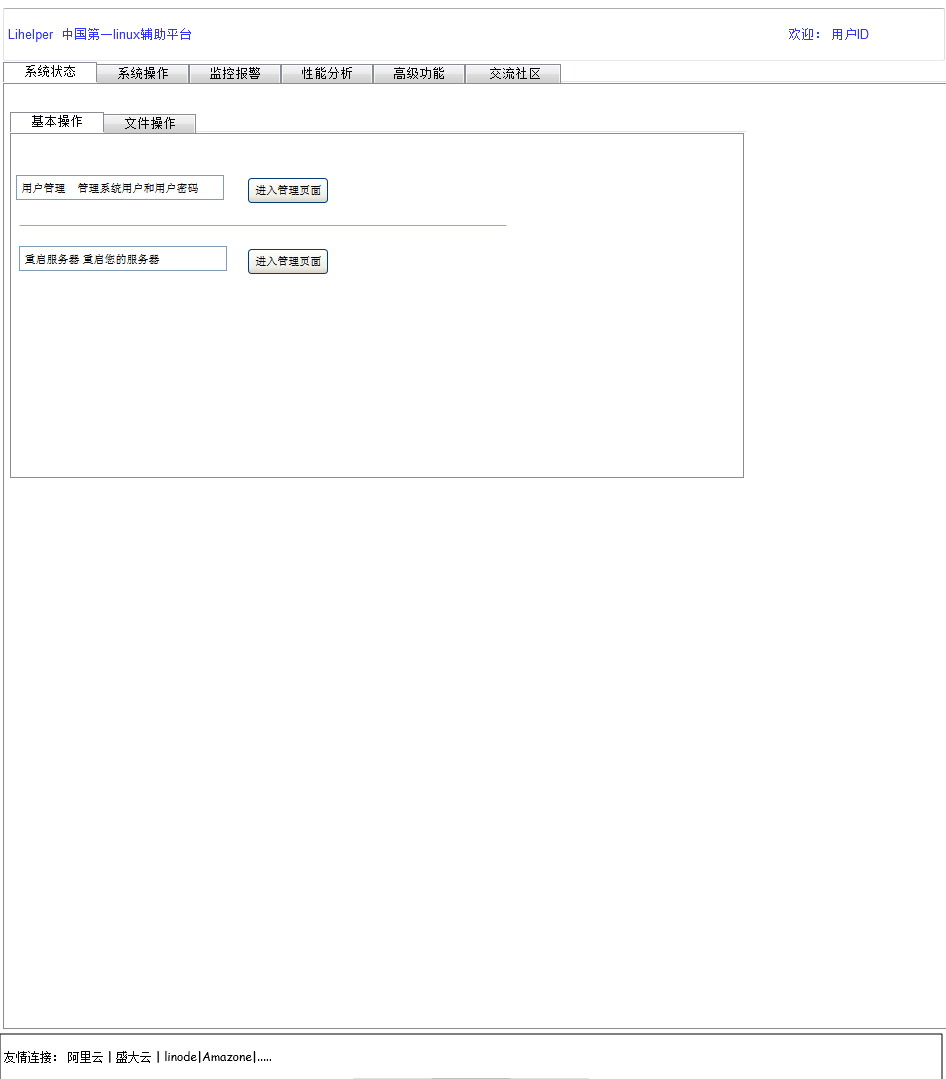 Lihelper 中国第一linux辅助平台 欢迎： 用户ID
系统状态 系统操作 监控报警 性能分析 高级功能 交流社区
基本操作 文件操作
用户管理 管理系统用户和用户密码 进入管理页面
重启服务器 重启您的服务器 进入管理页面
友情连接： 阿里云 | 盛大云 | linode|Amazone|.....